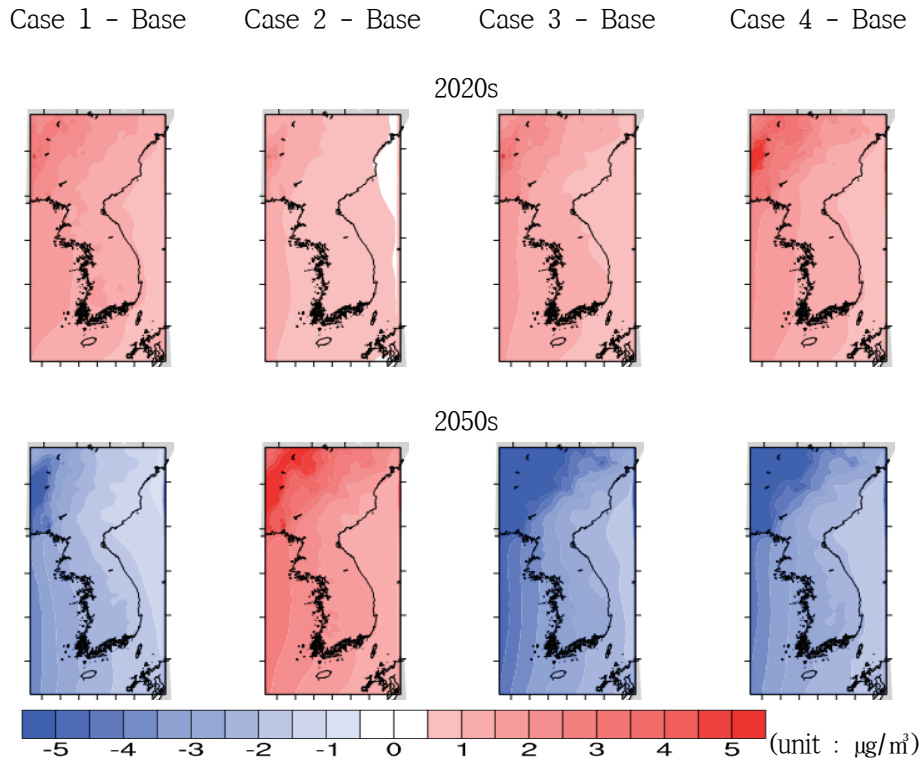 Case 1 - Base Case 2 - Base Case 3 - Base Case 4 - Base
2020s
2050s
-5 -4 -3 -2 -1 0 1 2 3 4 5 (unit : μg/㎥)